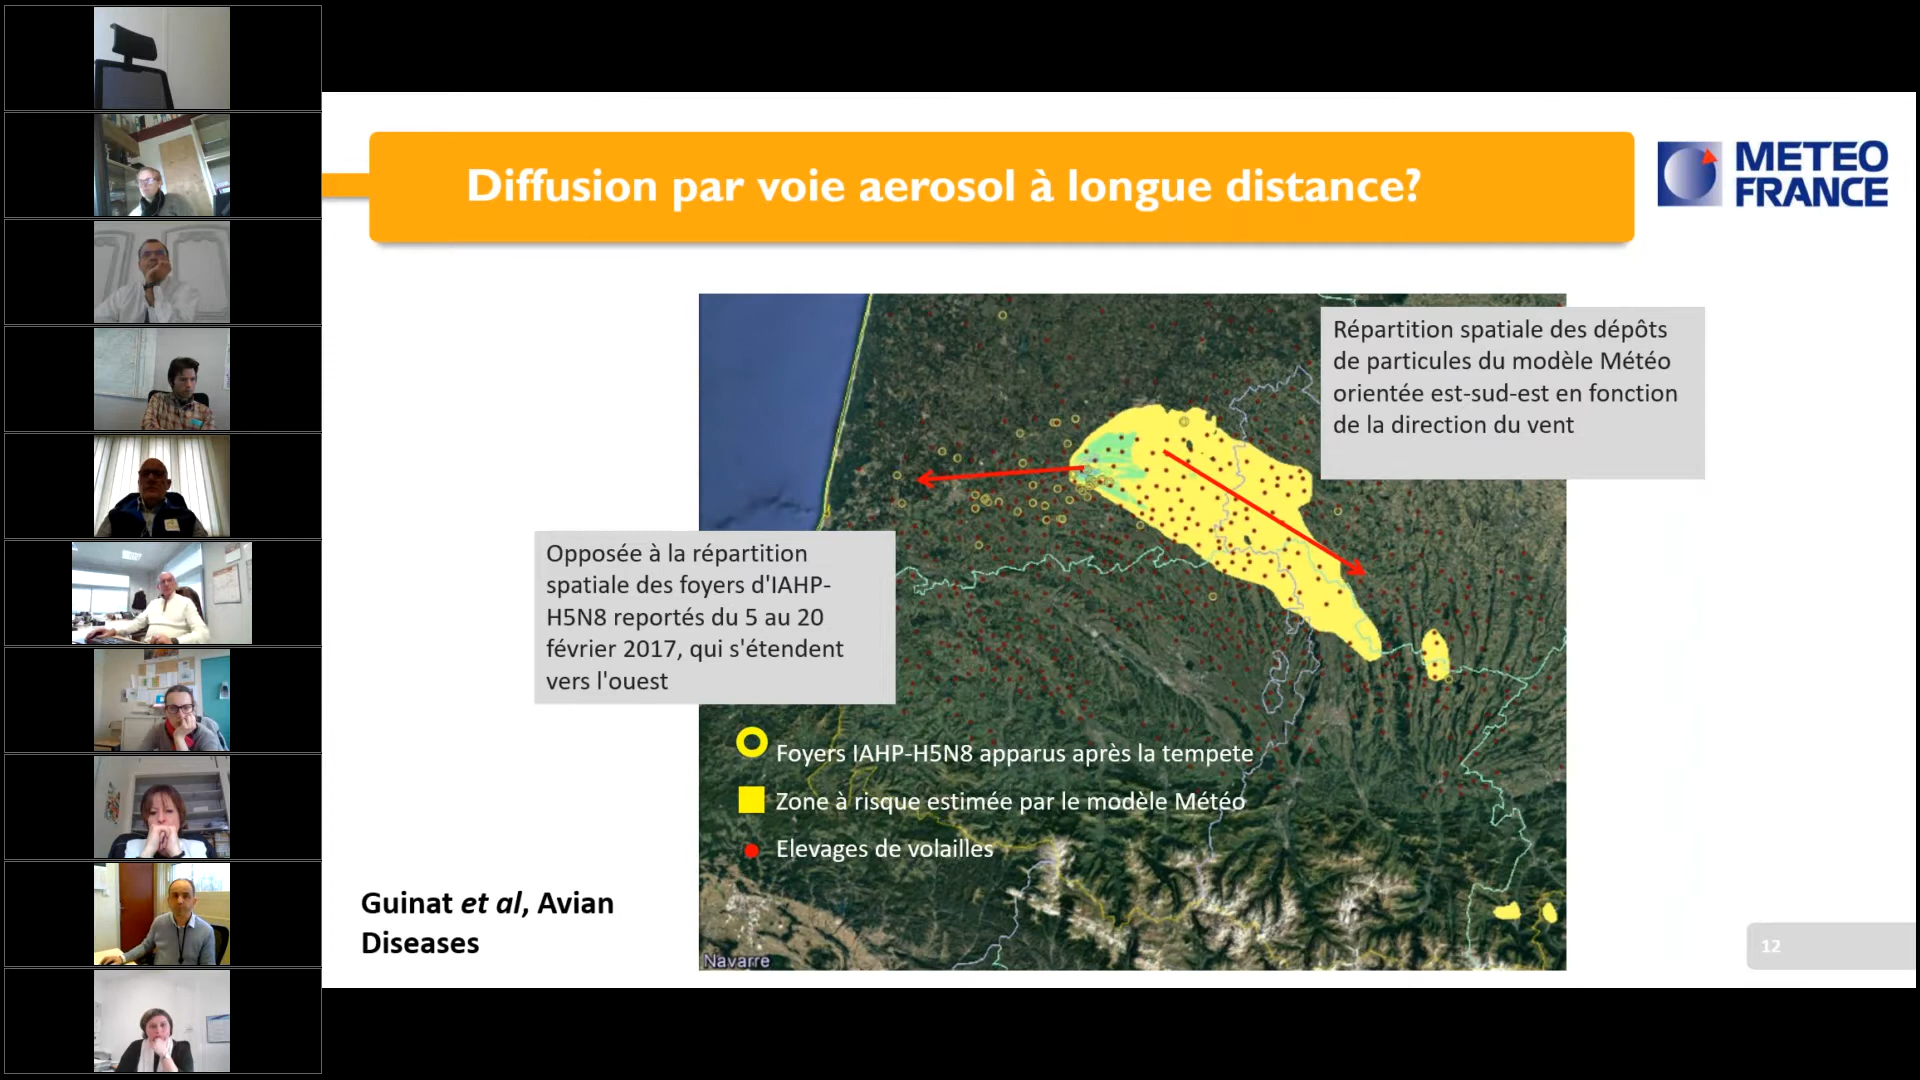 Diffusion par voie aerosol à longue distance?
METEO
FRANCE
Répartition spatiale des dépôts
de particules du modèle Météo
orientée est-sud-est en fonction
de la direction du vent
Opposée à la répartition
spatiale des foyers d'IAHP-
H5N8 reportés du 5 au 20
février 2017, qui s'étendent
vers l'ouest
Foyers IAHP-H5N8 apparus après la tempete
Zone à risque estimée par le modèle Météo
Elevages de volailles
Navarre
Guinat et al, Avian
Diseases
12